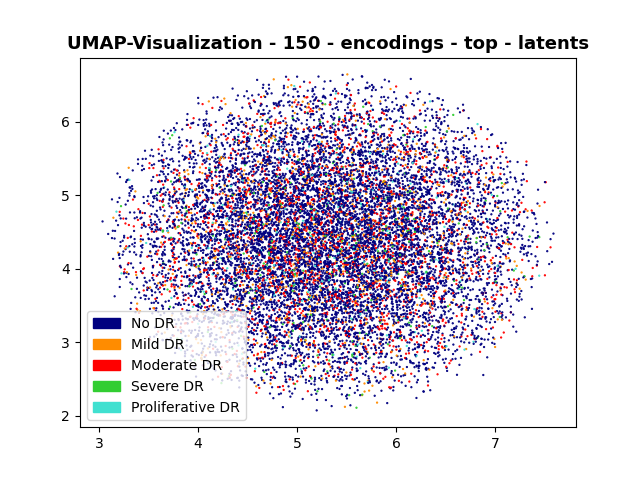 UMAP-Visualization - 150 - encodings - top - latents
6
5
4
3
2
No DR
Mild DR
Moderate DR
Severe DR
Proliferative DR
3 4 5 6 7